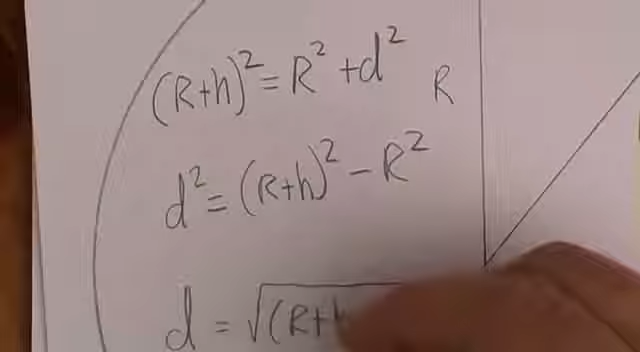 (R+h)² = R² + d²
R
d² = (R+h)² − R²
d = √(R+h